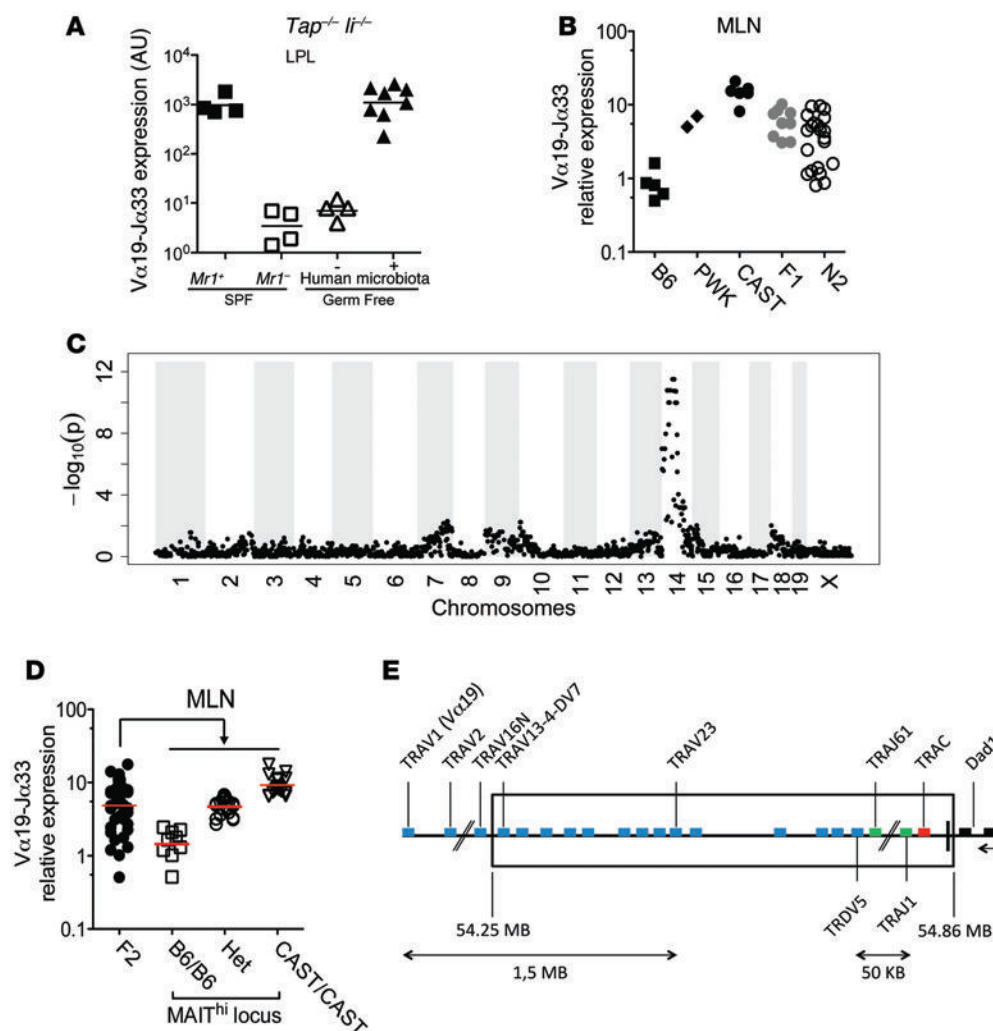 A
Tap⁻/⁻ Ii⁻/⁻
LPL
Vα19-Jα33 expression (AU)
10⁴
10³
10²
10¹
10⁰
Mr1⁺ Mr1⁻ - +
Human microbiota
SPF Germ Free
B
MLN
Vα19-Jα33
relative expression
100
10
1
0.1
B6 PWK CAST F1 N2
C
−log₁₀(p)
12
8
4
0
1 2 3 4 5 6 7 8 9 10 11 12 13 14 15 16 17 18 19 X
Chromosomes
D
MLN
Vα19-Jα33
relative expression
100
10
1
0.1
F2 B6/B6 Het CAST/CAST
MAITʰⁱ locus
E
TRAV1 (Vα19) TRAV2 TRAV16N TRAV13-4-DV7 TRAV23 TRAJ61 TRAC Dad1
TRDV5 TRAJ1
54.25 MB 54.86 MB
1,5 MB 50 KB